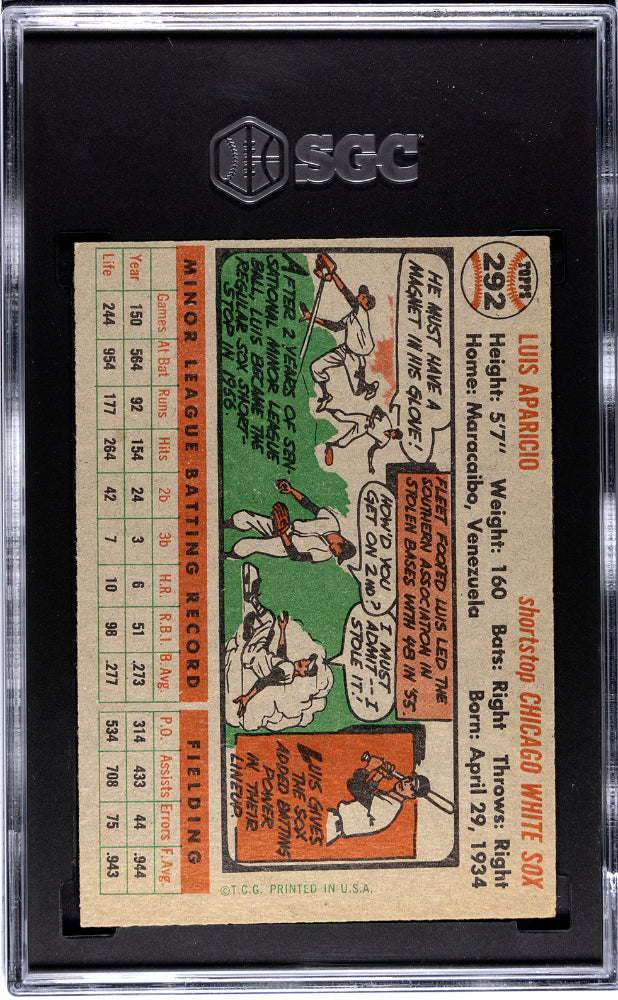 SGC
TOPPS
292
LUIS APARICIO
shortstop CHICAGO WHITE SOX
Height: 5'7" Weight: 160 Bats: Right Throws: Right
Home: Maracaibo, Venezuela Born: April 29, 1934
HE MUST HAVE A
MAGNET IN HIS GLOVE!
AFTER 2 YEARS OF SEN-
SATIONAL MINOR LEAGUE
BALL, LUIS BECAME THE
REGULAR SOX SHORT-
STOP IN 1956.
FLEET FOOTED LUIS LED THE
SOUTHERN ASSOCIATION IN
STOLEN BASES WITH 48 IN '55
HOW'D YOU
GET ON 2ND?
I MUST
ADMIT--I
STOLE IT!
LUIS GIVES
THE SOX
ADDED BATTING
POWER
IN THEIR
LINEUP.
MINOR LEAGUE BATTING RECORD FIELDING
Games At Bat Runs Hits 2b 3b H.R. R.B.I. B.Avg. P.O. Assists Errors F.Avg.
Year 150 564 92 154 24 3 6 51 .273 314 433 44 .944
Life 244 954 177 264 42 7 10 98 .277 534 708 75 .943
©T.C.G. PRINTED IN U.S.A.